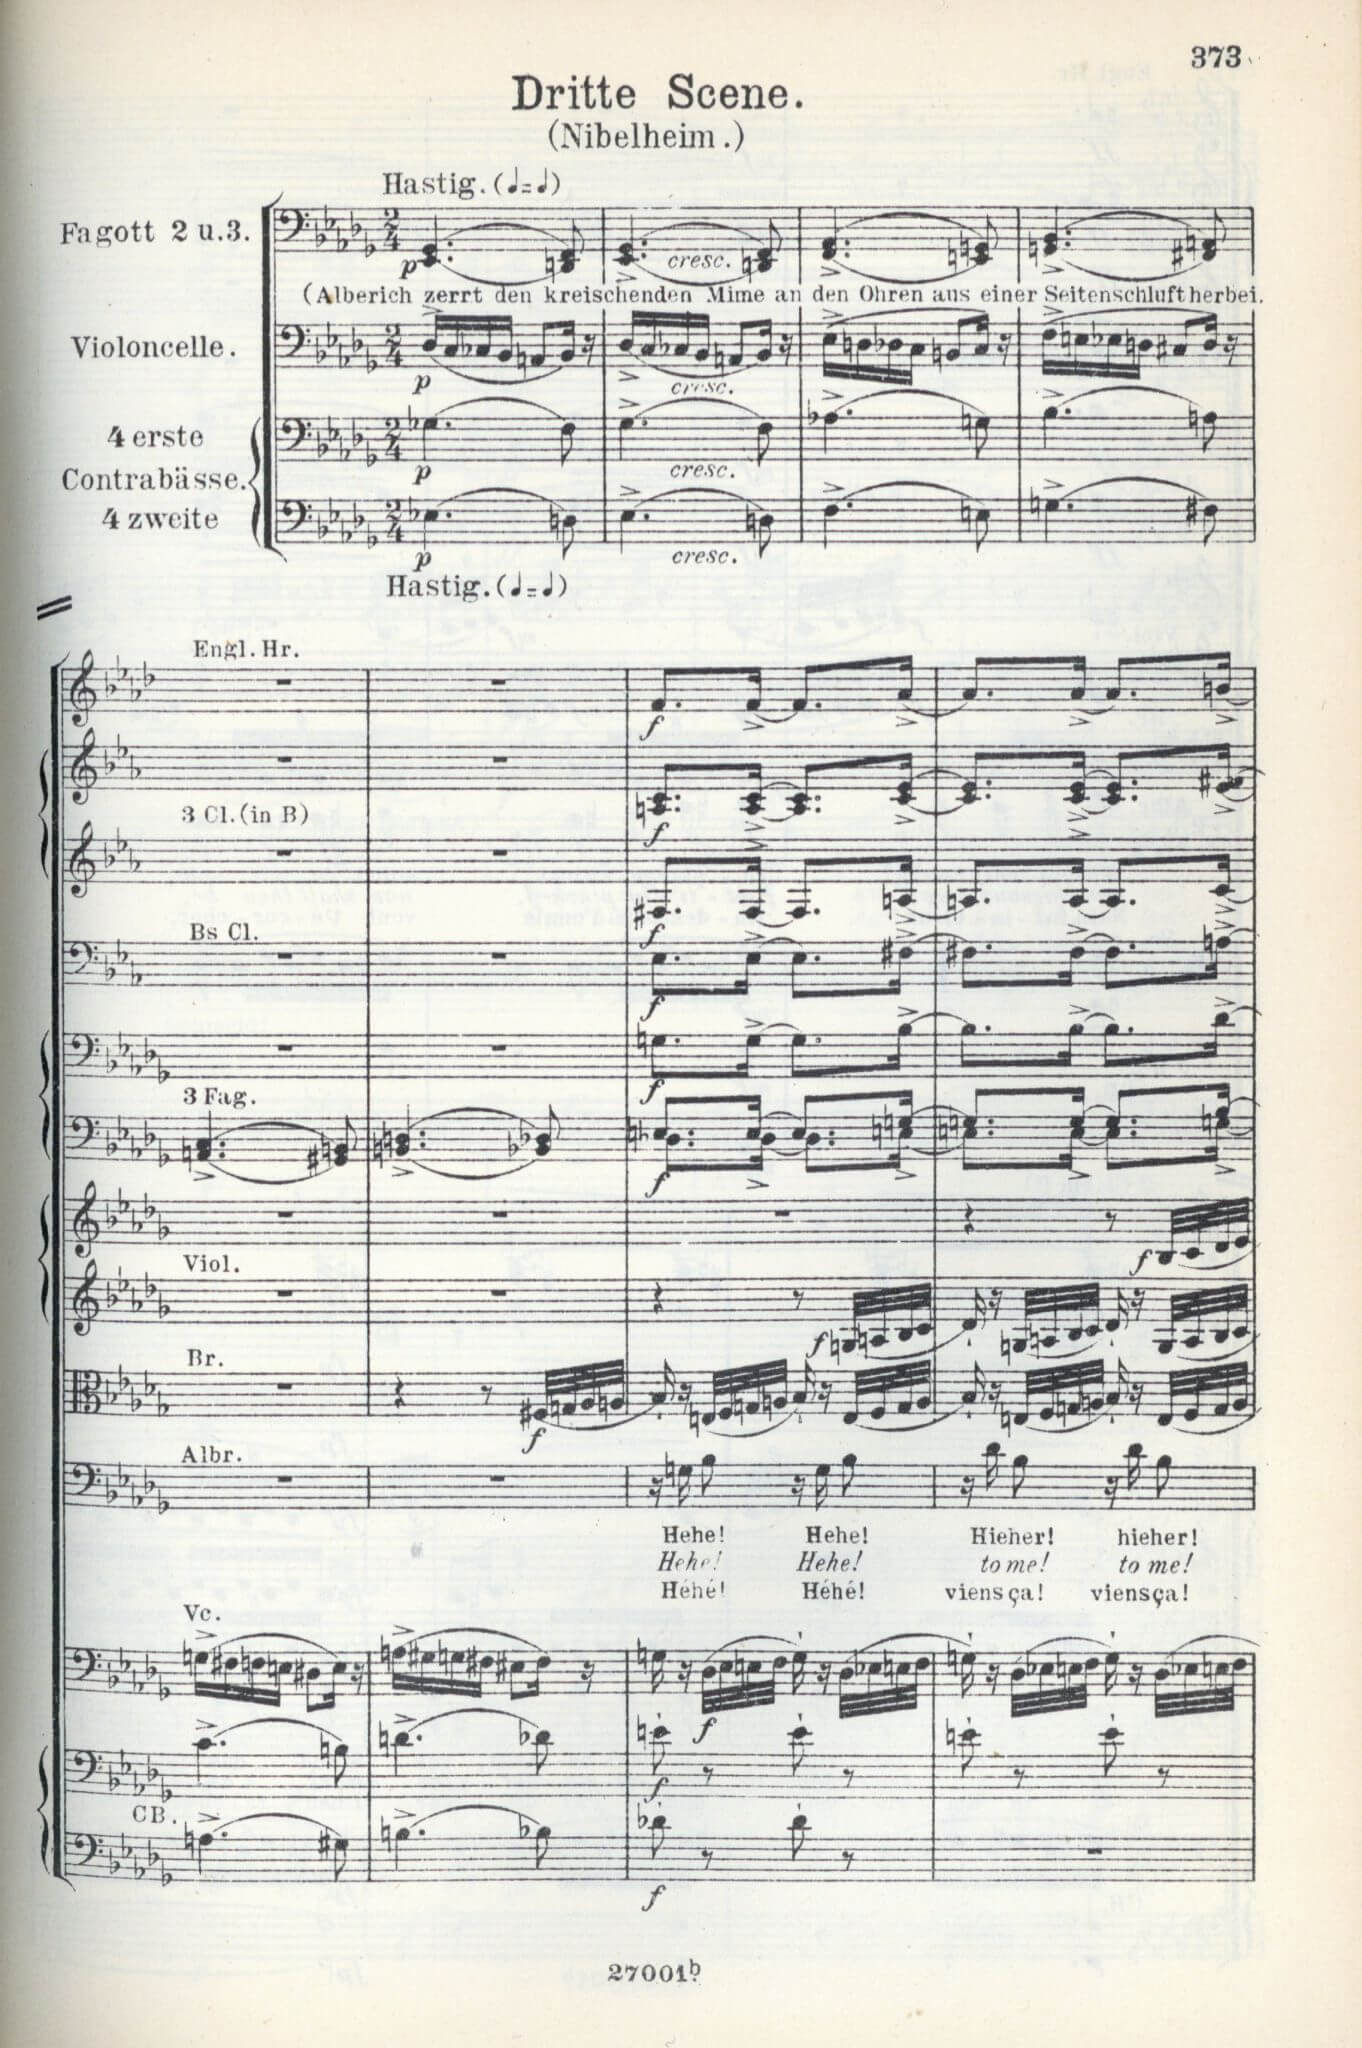 373
Dritte Scene.
(Nibelheim.)
Hastig. (♩=♩)
Fagott 2 u. 3.
p
cresc.
(Alberich zerrt den kreischenden Mime an den Ohren aus einer Seitenschluft herbei.
Violoncelle.
p
cresc.
4 erste
Contrabässe.
4 zweite
p
cresc.
p
cresc.
Hastig. (♩=♩)
Engl. Hr.
f
3 Cl. (in B)
f
f
Bs Cl.
f
f
3 Fag.
f
f
Viol.
f
Br.
f
Albr.
Hehe! Hehe! Hieher! hieher!
Hehe! Hehe! to me! to me!
Héhé! Héhé! viens ça! viens ça!
Vc.
f
f
CB.
f
27001b